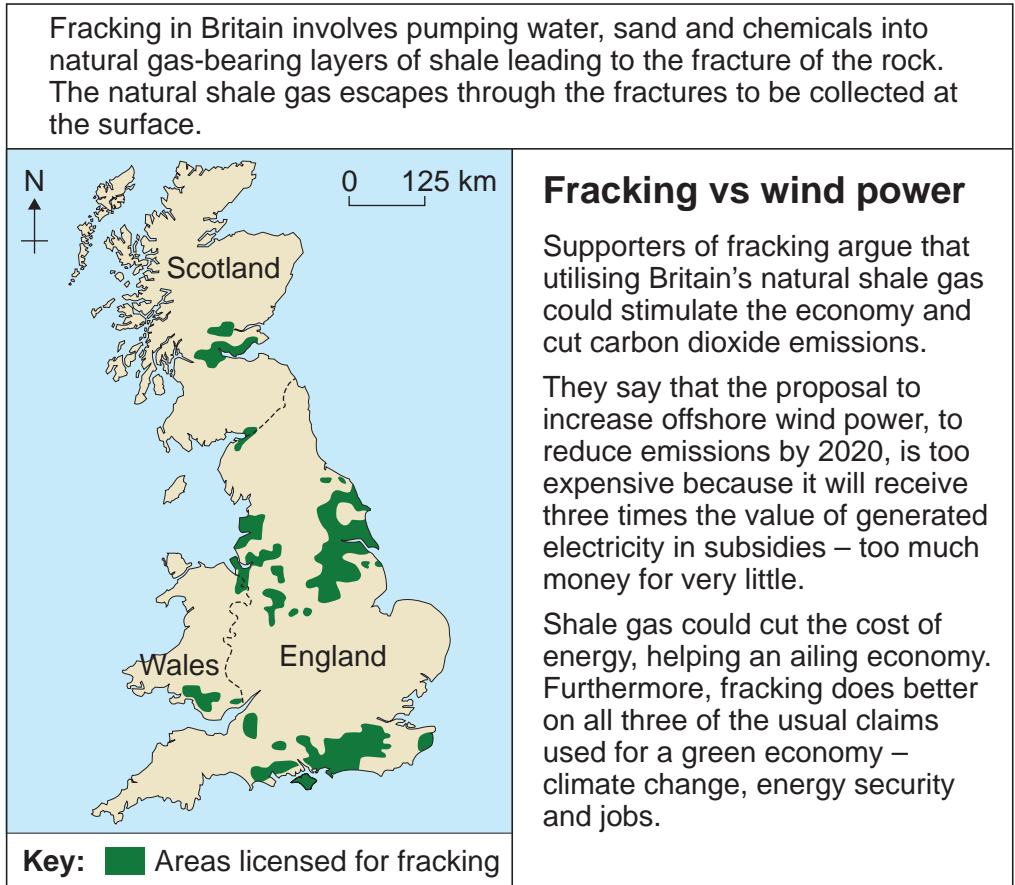 Fracking in Britain involves pumping water, sand and chemicals into
natural gas-bearing layers of shale leading to the fracture of the rock.
The natural shale gas escapes through the fractures to be collected at
the surface.
N
0 125 km
Scotland
Wales
England
Key: Areas licensed for fracking
Fracking vs wind power
Supporters of fracking argue that
utilising Britain’s natural shale gas
could stimulate the economy and
cut carbon dioxide emissions.
They say that the proposal to
increase offshore wind power, to
reduce emissions by 2020, is too
expensive because it will receive
three times the value of generated
electricity in subsidies – too much
money for very little.
Shale gas could cut the cost of
energy, helping an ailing economy.
Furthermore, fracking does better
on all three of the usual claims
used for a green economy –
climate change, energy security
and jobs.